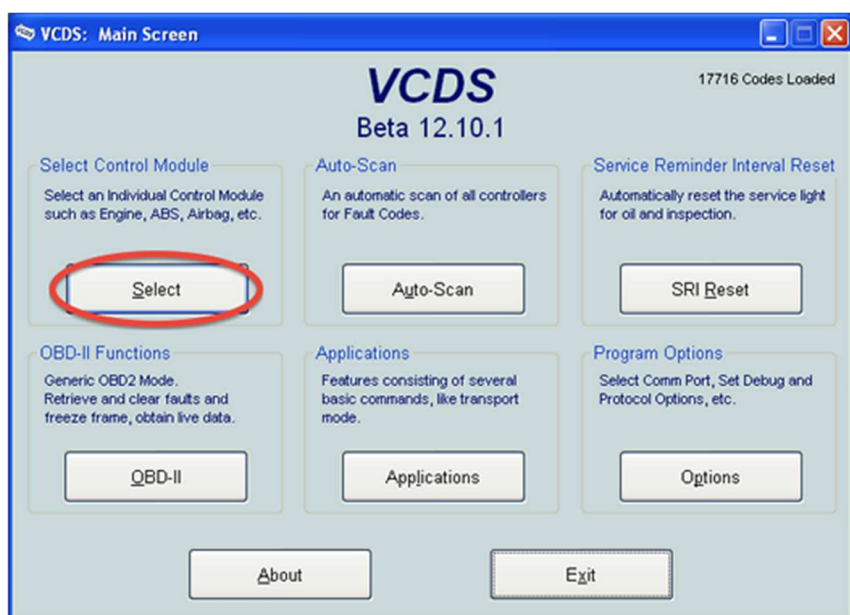 VCDS: Main Screen
VCDS
Beta 12.10.1
17716 Codes Loaded
Select Control Module
Select an Individual Control Module
such as Engine, ABS, Airbag, etc.
Select
Auto-Scan
An automatic scan of all controllers
for Fault Codes.
Auto-Scan
Service Reminder Interval Reset
Automatically reset the service light
for oil and inspection.
SRI Reset
OBD-II Functions
Generic OBD2 Mode.
Retrieve and clear faults and
freeze frame, obtain live data.
OBD-II
Applications
Features consisting of several
basic commands, like transport
mode.
Applications
Program Options
Select Comm Port, Set Debug and
Protocol Options, etc.
Options
About
Exit